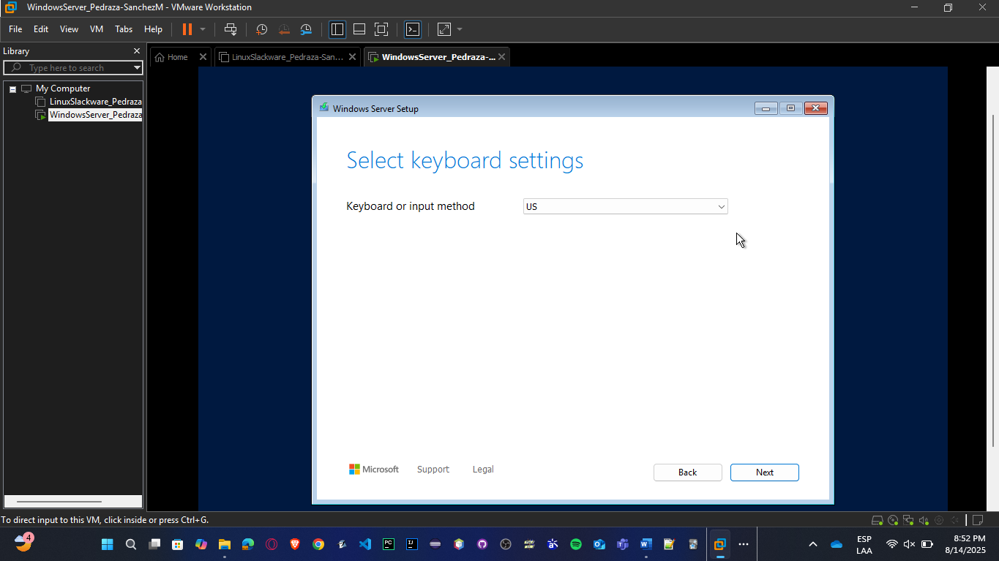 WindowsServer_Pedraza-SanchezM - VMware Workstation
File Edit View VM Tabs Help
Library
Home
LinuxSlackware_Pedraza-San...
WindowsServer_Pedraza-...
Type here to search
My Computer
LinuxSlackware_Pedraza
WindowsServer_Pedraza
Windows Server Setup
Select keyboard settings
Keyboard or input method US
Microsoft Support Legal Back Next
To direct input to this VM, click inside or press Ctrl+G.
4
PC
IJ
ESP
LAA
8:52 PM
8/14/2025